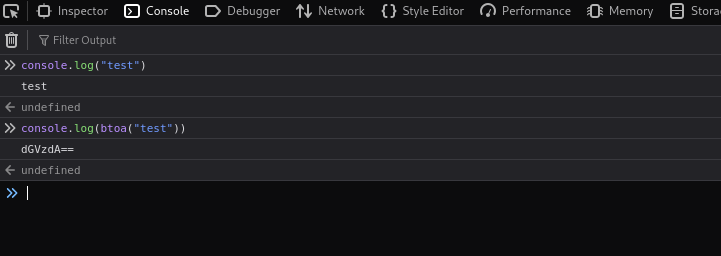 Inspector Console Debugger Network Style Editor Performance Memory Stora
Filter Output
console.log("test")
test
undefined
console.log(btoa("test"))
dGVzdA==
undefined